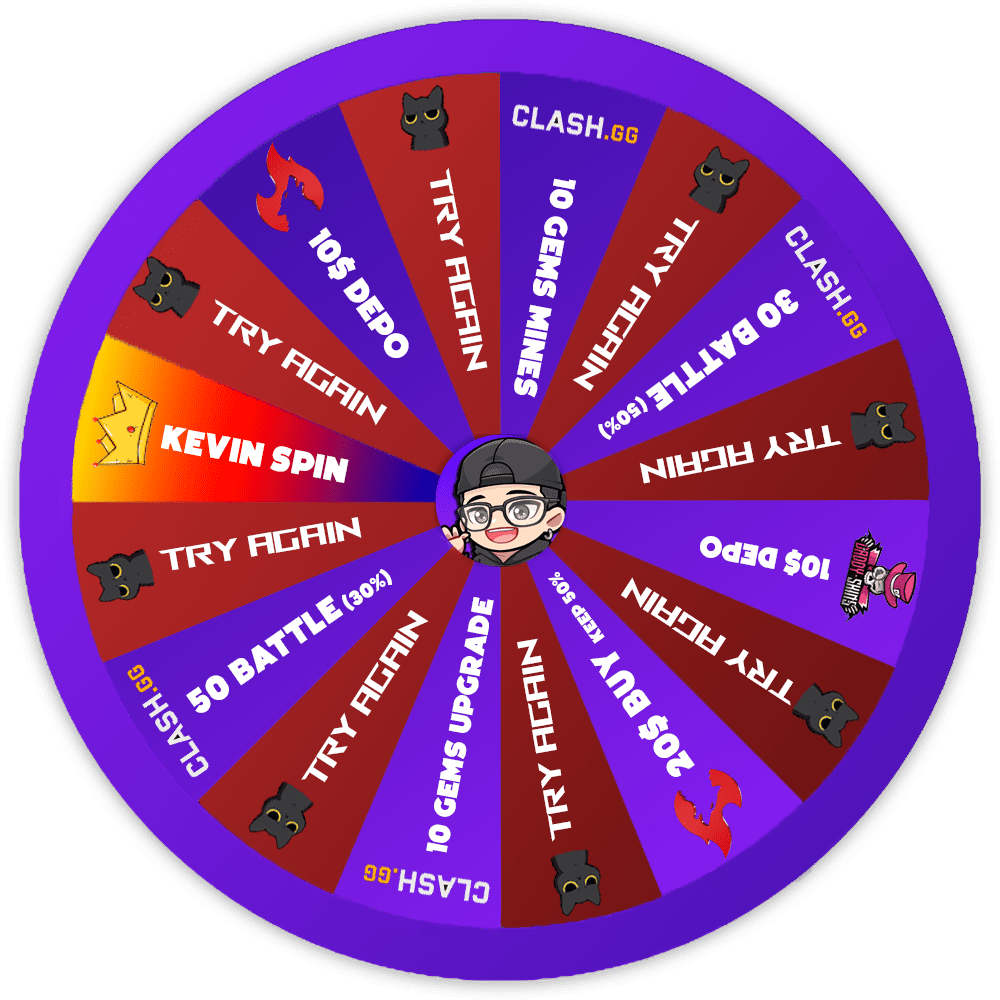 CLASH.GG
10 GEMS MINES
TRY AGAIN
CLASH.GG
30 BATTLE (50%)
TRY AGAIN
DADDY SKINS
10$ DEPO
TRY AGAIN
20$ BUY KEEP 50%
TRY AGAIN
CLASH.GG
10 GEMS UPGRADE
TRY AGAIN
CLASH.GG
50 BATTLE (30%)
TRY AGAIN
KEVIN SPIN
TRY AGAIN
10$ DEPO
TRY AGAIN